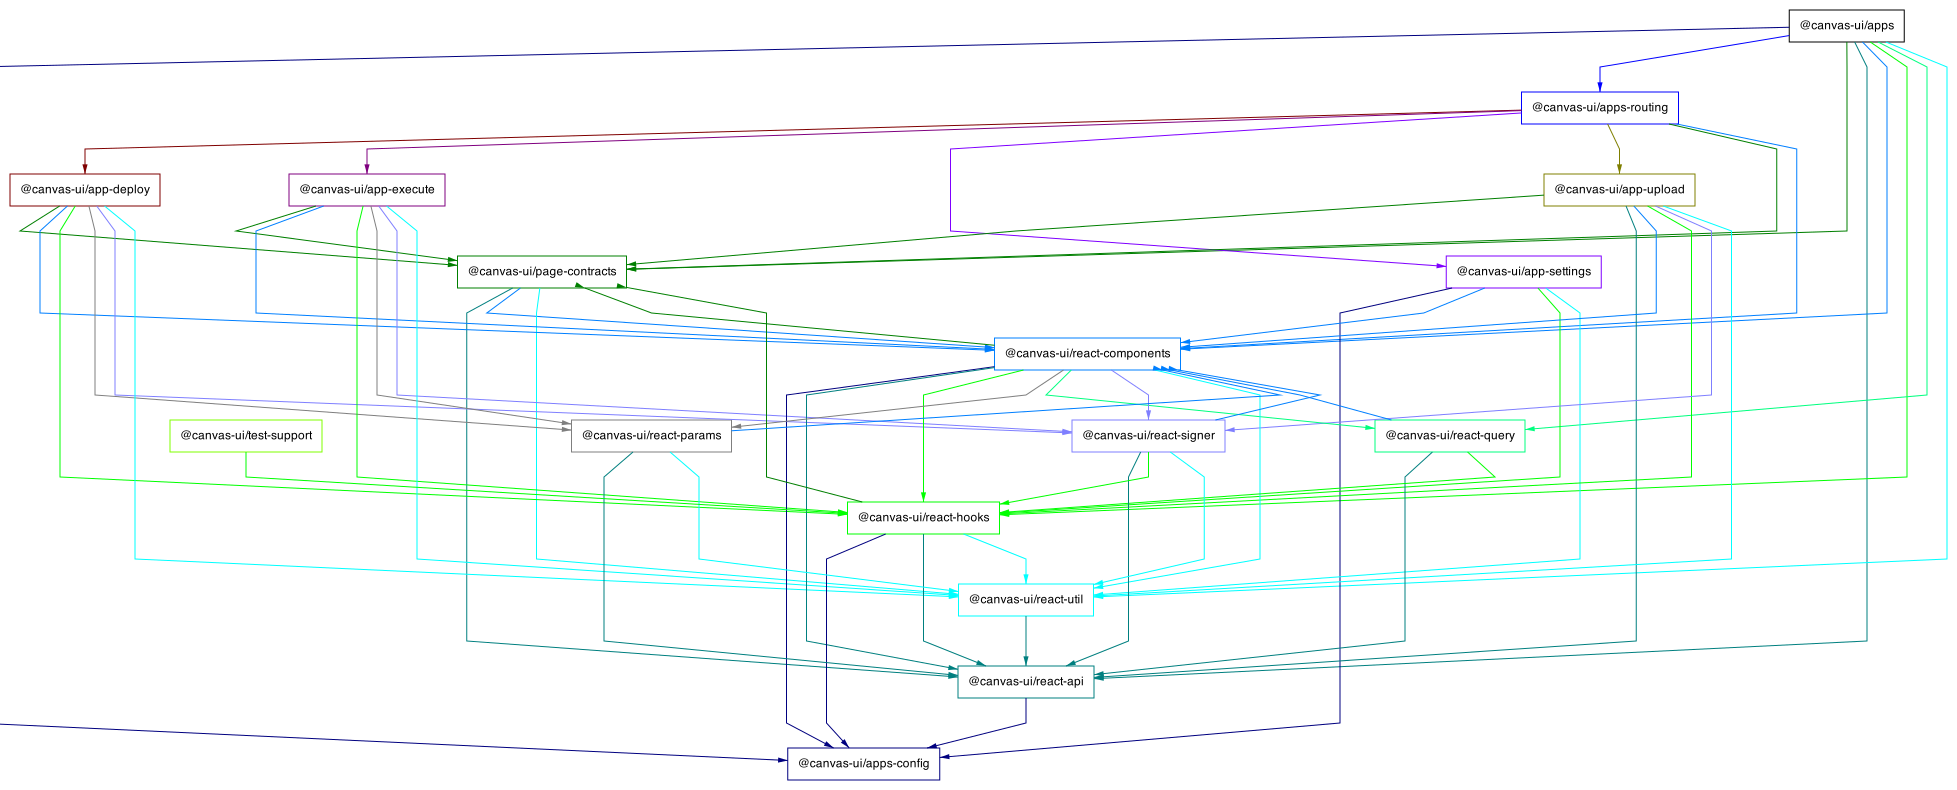 @canvas-ui/apps
@canvas-ui/apps-routing
@canvas-ui/app-deploy
@canvas-ui/app-execute
@canvas-ui/app-upload
@canvas-ui/page-contracts
@canvas-ui/app-settings
@canvas-ui/react-components
@canvas-ui/test-support
@canvas-ui/react-params
@canvas-ui/react-signer
@canvas-ui/react-query
@canvas-ui/react-hooks
@canvas-ui/react-util
@canvas-ui/react-api
@canvas-ui/apps-config